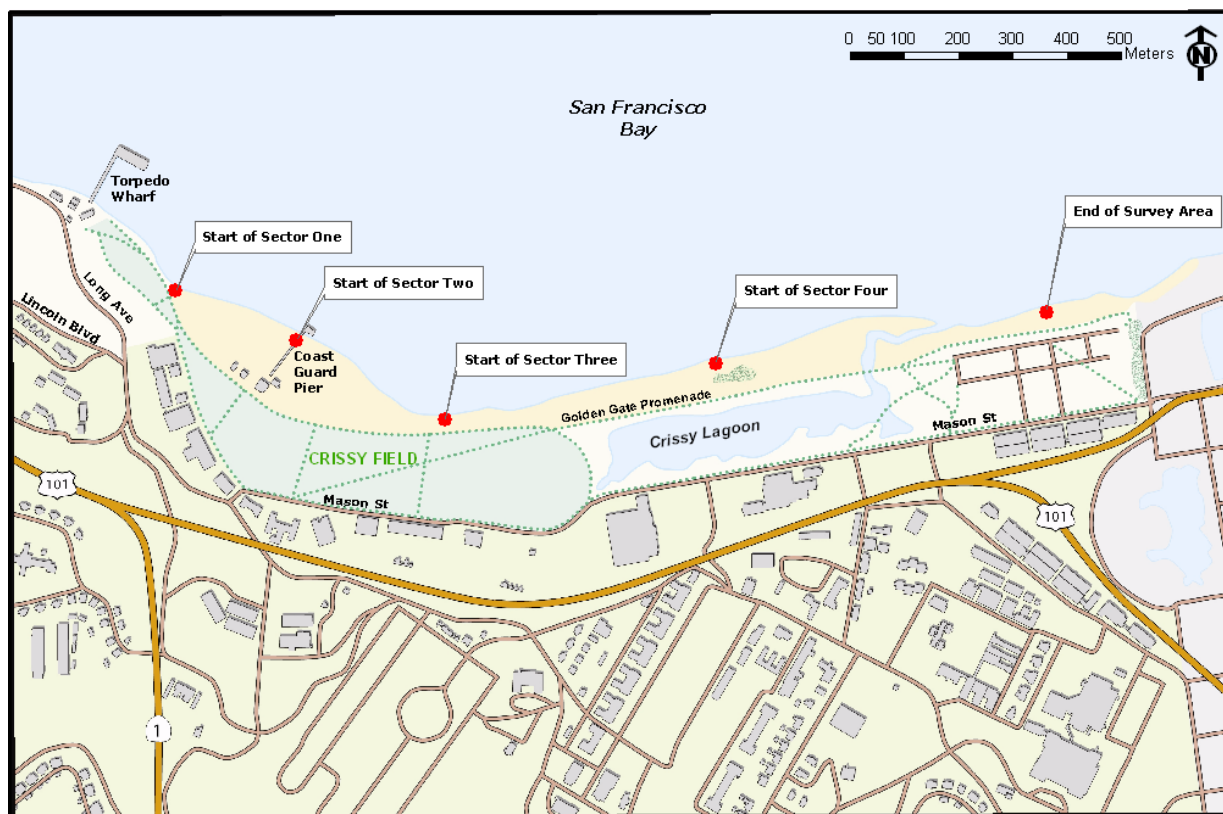 0 50 100 200 300 400 500
Meters
N
San Francisco
Bay
Torpedo
Wharf
Start of Sector One
End of Survey Area
Long Ave
Lincoln Blvd
Start of Sector Two
Start of Sector Four
Coast
Guard
Pier
Start of Sector Three
Golden Gate Promenade
Crissy Lagoon
Mason St
CRISSY FIELD
Mason St
101
101
1